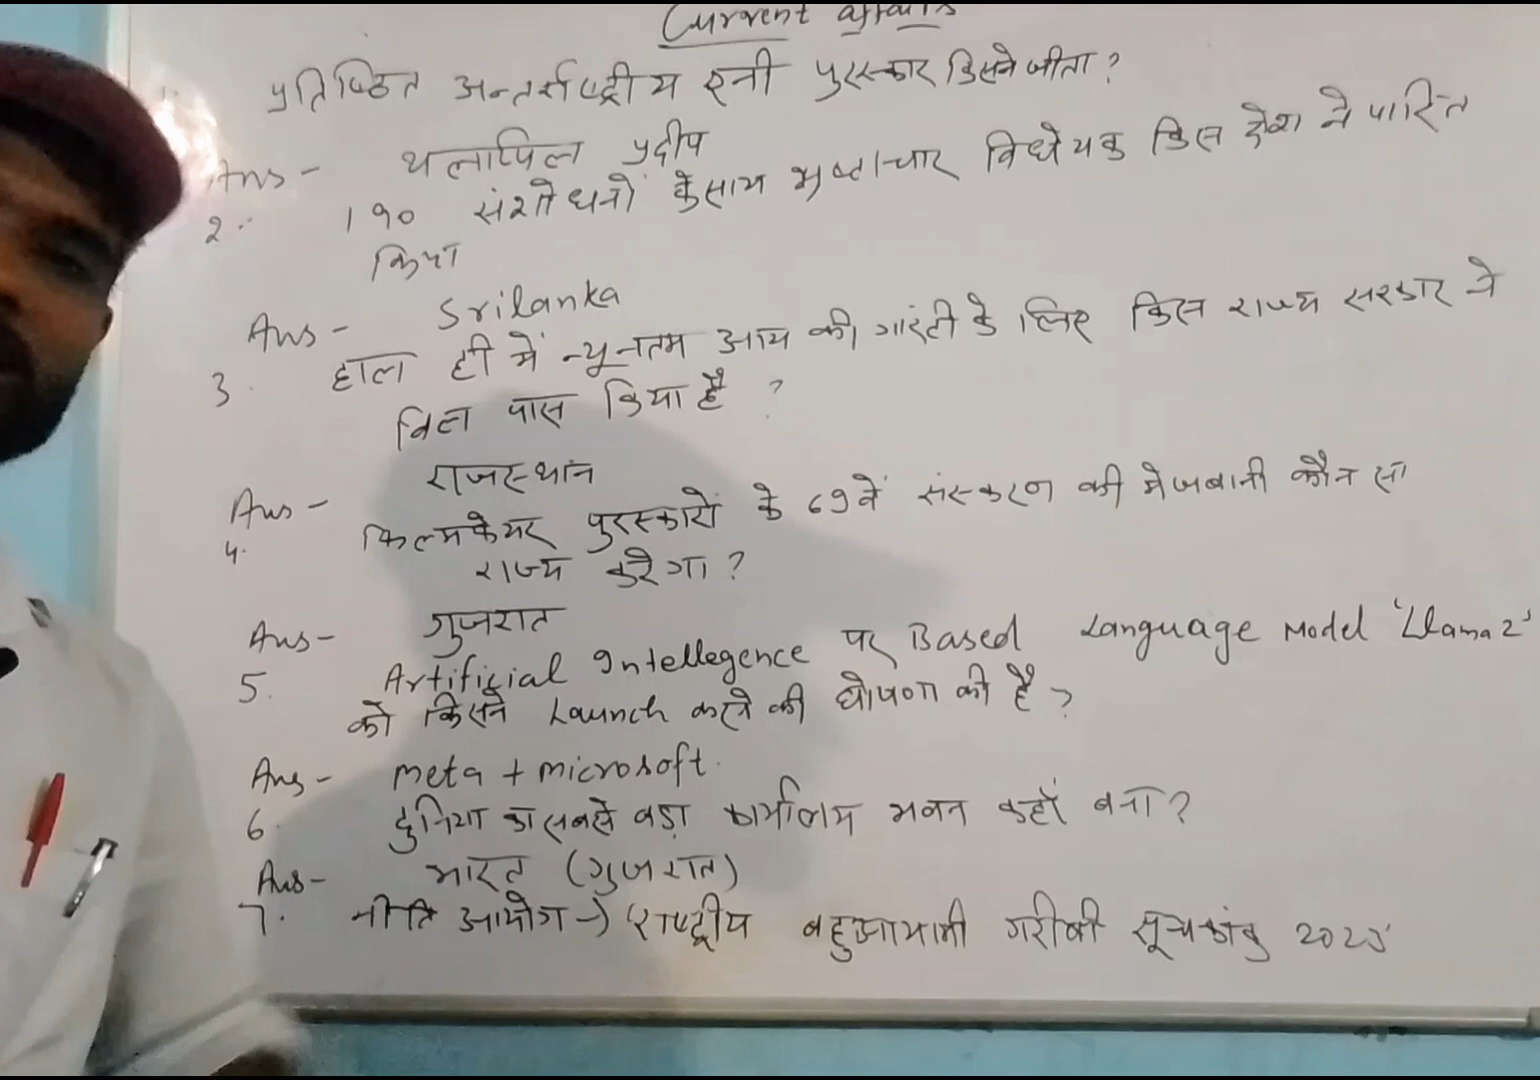 Current affairs
प्रतिष्ठित अन्तर्राष्ट्रीय एनी पुरस्कार किसने जीता?
Ans - थलापिल प्रदीप
2. 190 संशोधनों के साथ भ्रष्टाचार विधेयक किस देश ने पारित
किया
Ans - Srilanka
3. हाल ही में न्यूनतम आय की गारंटी के लिए किस राज्य सरकार ने
बिल पास किया है ?
Ans - राजस्थान
4. फिल्मफेयर पुरस्कारों के 69वें संस्करण की मेजबानी कौन सा
राज्य करेगा ?
Ans - गुजरात
5. Artificial Intellegence पर Based Language Model 'Llama 2'
को किसने Launch करने की घोषणा की है ?
Ans - meta + microsoft.
6. दुनिया का सबसे बड़ा कार्यालय भवन कहाँ बना ?
Ans - भारत (गुजरात)
7. नीति आयोग → राष्ट्रीय बहुआयामी गरीबी सूचकांक